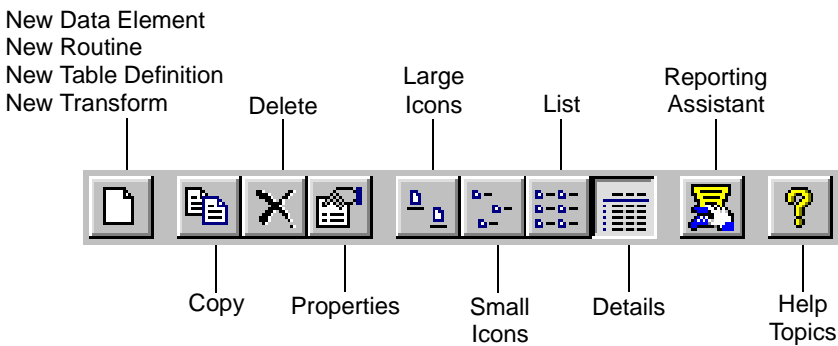 New Data Element
New Routine
New Table Definition
New Transform
Delete
Large
Icons
List
Reporting
Assistant
Copy
Properties
Small
Icons
Details
Help
Topics